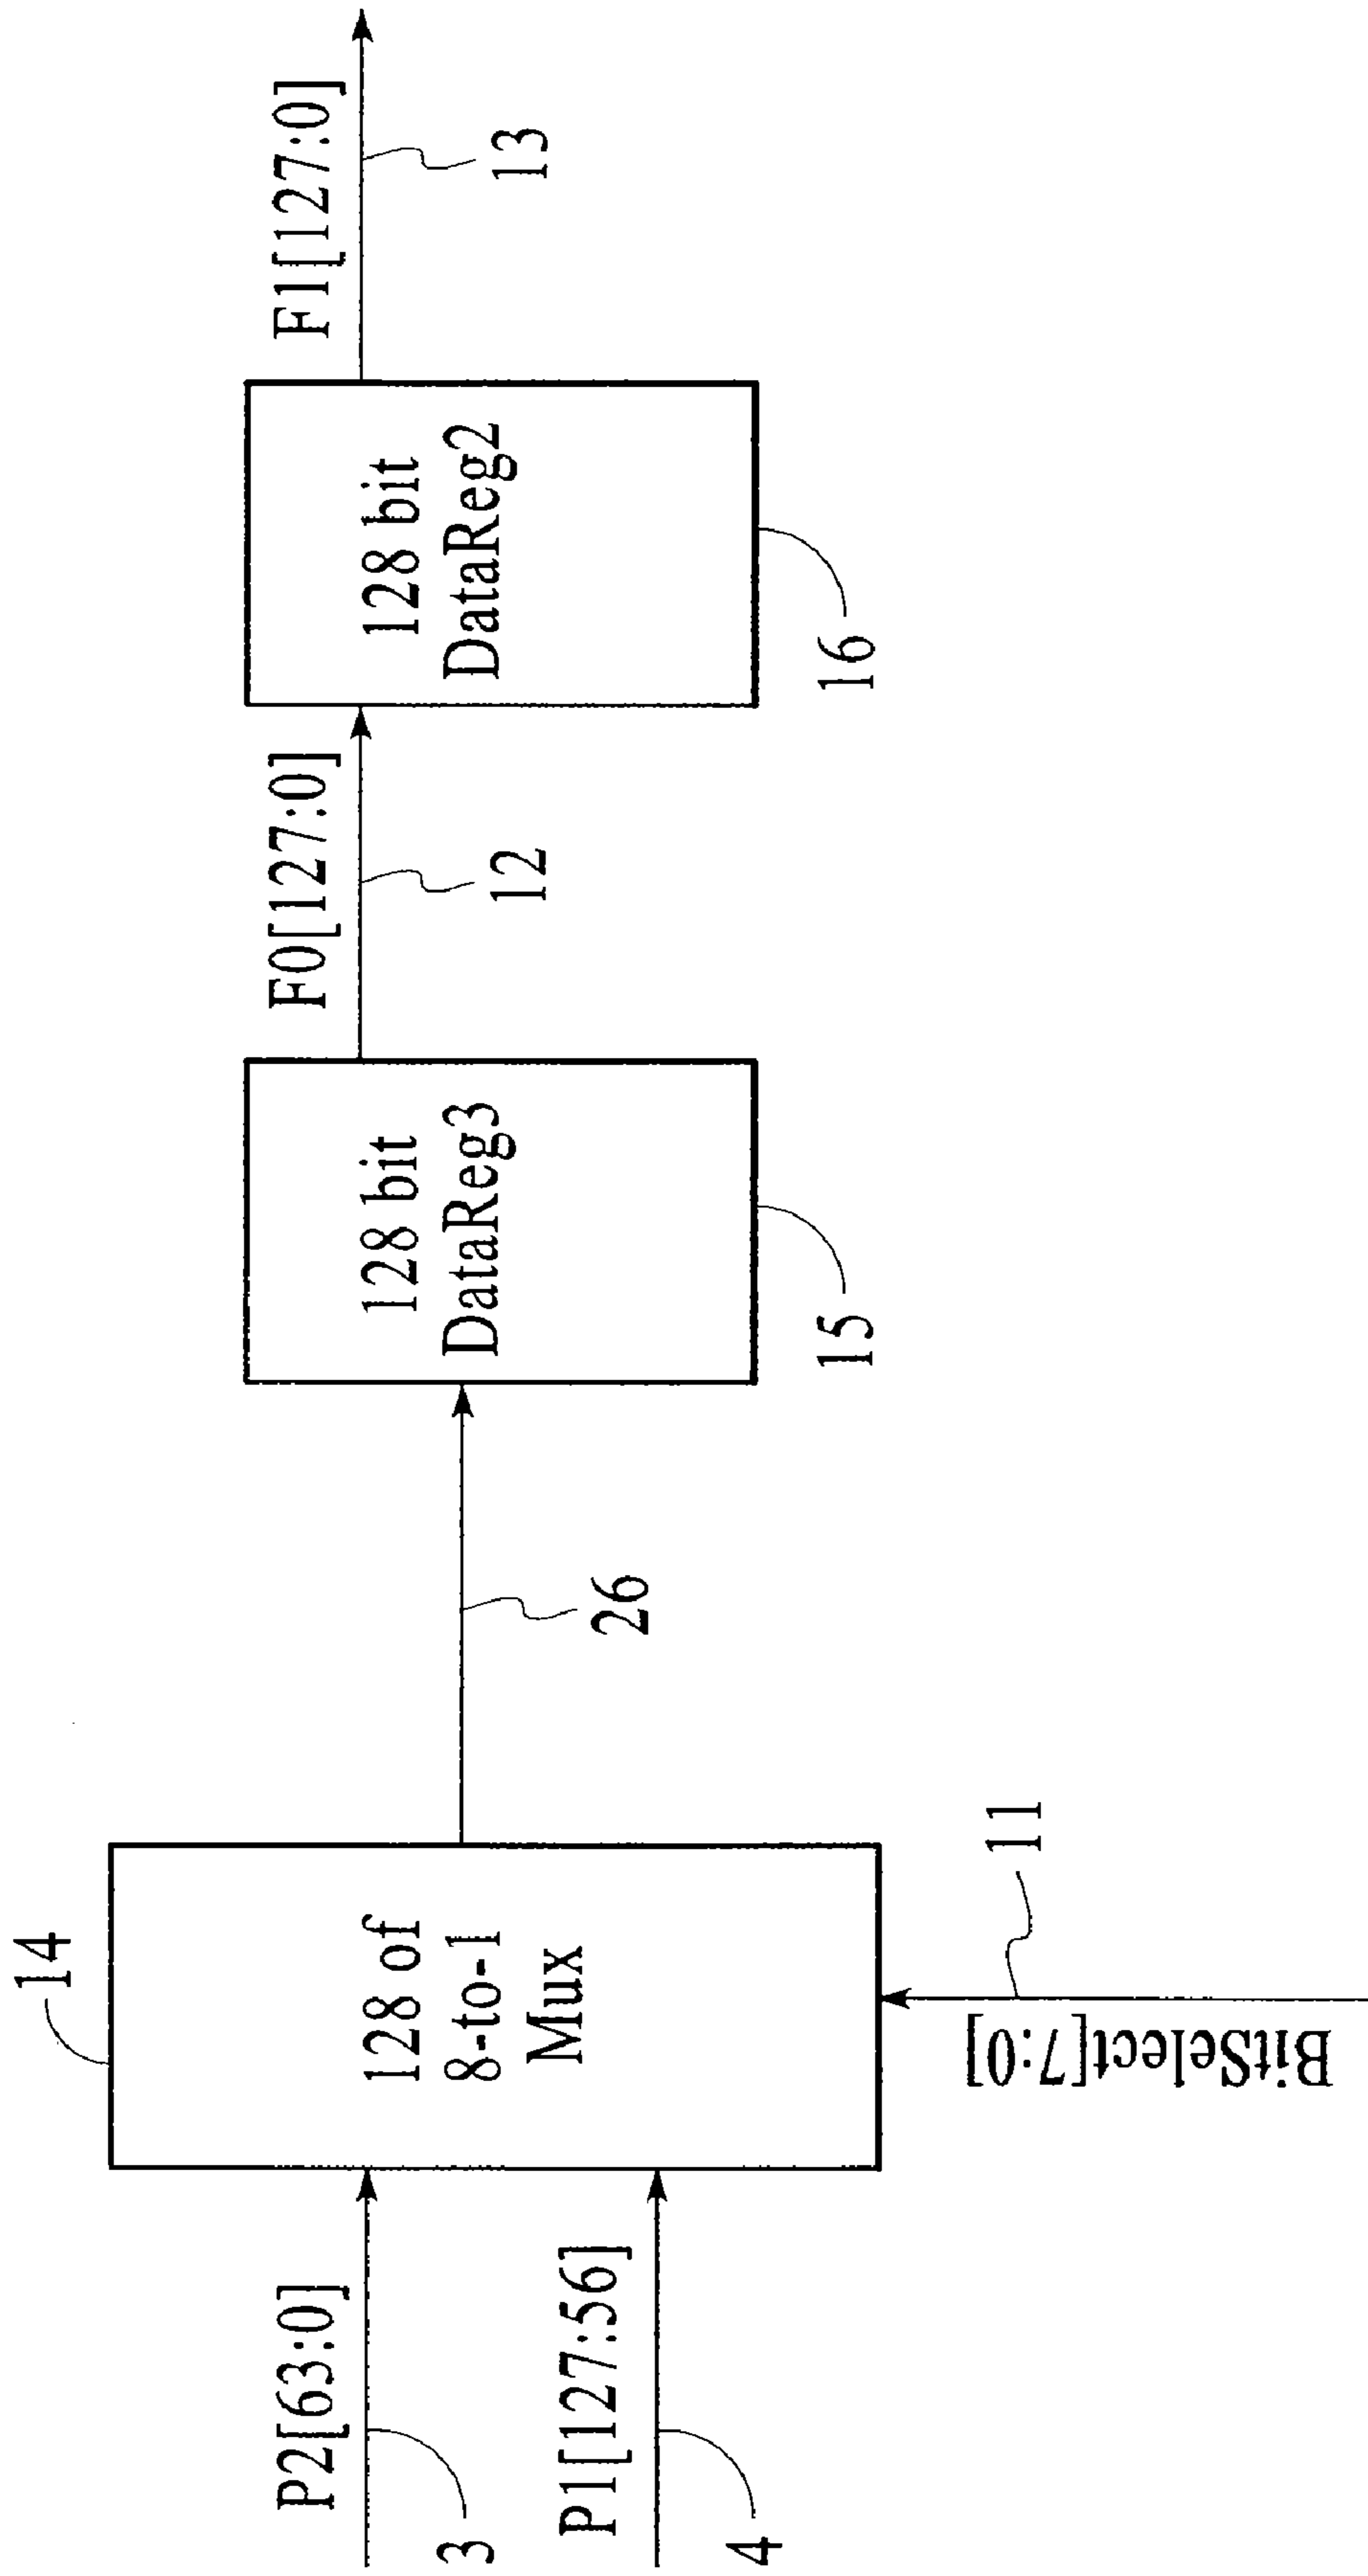 14
P2[63:0]
3
P1[127:56]
4
128 of
8-to-1
Mux
BitSelect[7:0]
11
26
128 bit
DataReg3
15
F0[127:0]
12
128 bit
DataReg2
16
F1[127:0]
13